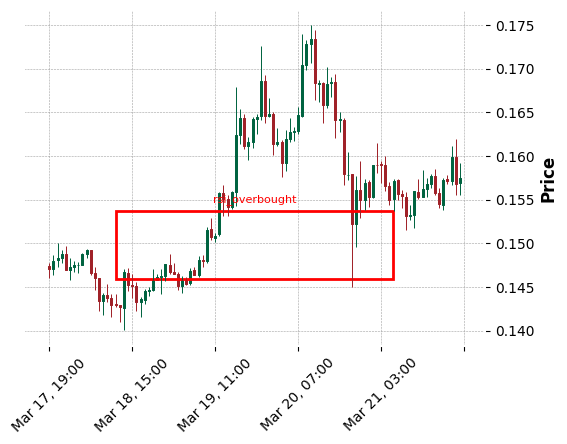 0.175
0.170
0.165
0.160
0.155
0.150
0.145
0.140
Price
overbought
Mar 17, 19:00
Mar 18, 15:00
Mar 19, 11:00
Mar 20, 07:00
Mar 21, 03:00